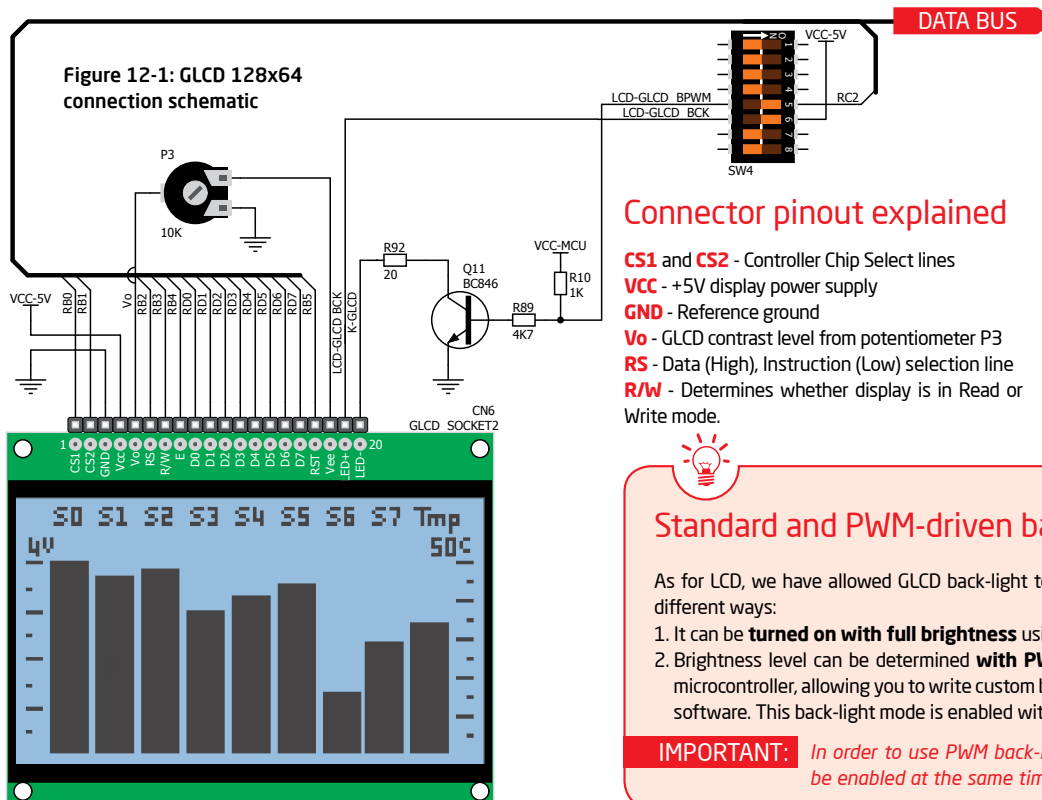 DATA BUS
Figure 12-1: GLCD 128x64
connection schematic
VCC-5V
O
N
1
2
3
4
5
6
7
8
SW4
LCD-GLCD BPWM
LCD-GLCD BCK
RC2
P3
10K
R92
20
Q11
BC846
VCC-MCU
R10
1K
R89
4K7
VCC-5V
RB0
RB1
Vo
RB2
RB3
RB4
RD0
RD1
RD2
RD3
RD4
RD5
RD6
RD7
RB5
LCD-GLCD BCK
K-GLCD
CN6
GLCD SOCKET2
1
20
CS1
CS2
GND
Vcc
Vo
RS
R/W
E
D0
D1
D2
D3
D4
D5
D6
D7
RST
Vee
LED+
LED-
S0 S1 S2 S3 S4 S5 S6 S7 Tmp
4V
50C
Connector pinout explained
CS1 and CS2 - Controller Chip Select lines
VCC - +5V display power supply
GND - Reference ground
Vo - GLCD contrast level from potentiometer P3
RS - Data (High), Instruction (Low) selection line
R/W - Determines whether display is in Read or
Write mode.
Standard and PWM-driven ba
As for LCD, we have allowed GLCD back-light to
different ways:
1. It can be turned on with full brightness usi
2. Brightness level can be determined with PW
microcontroller, allowing you to write custom b
software. This back-light mode is enabled wit
IMPORTANT:
In order to use PWM back-l
be enabled at the same tim